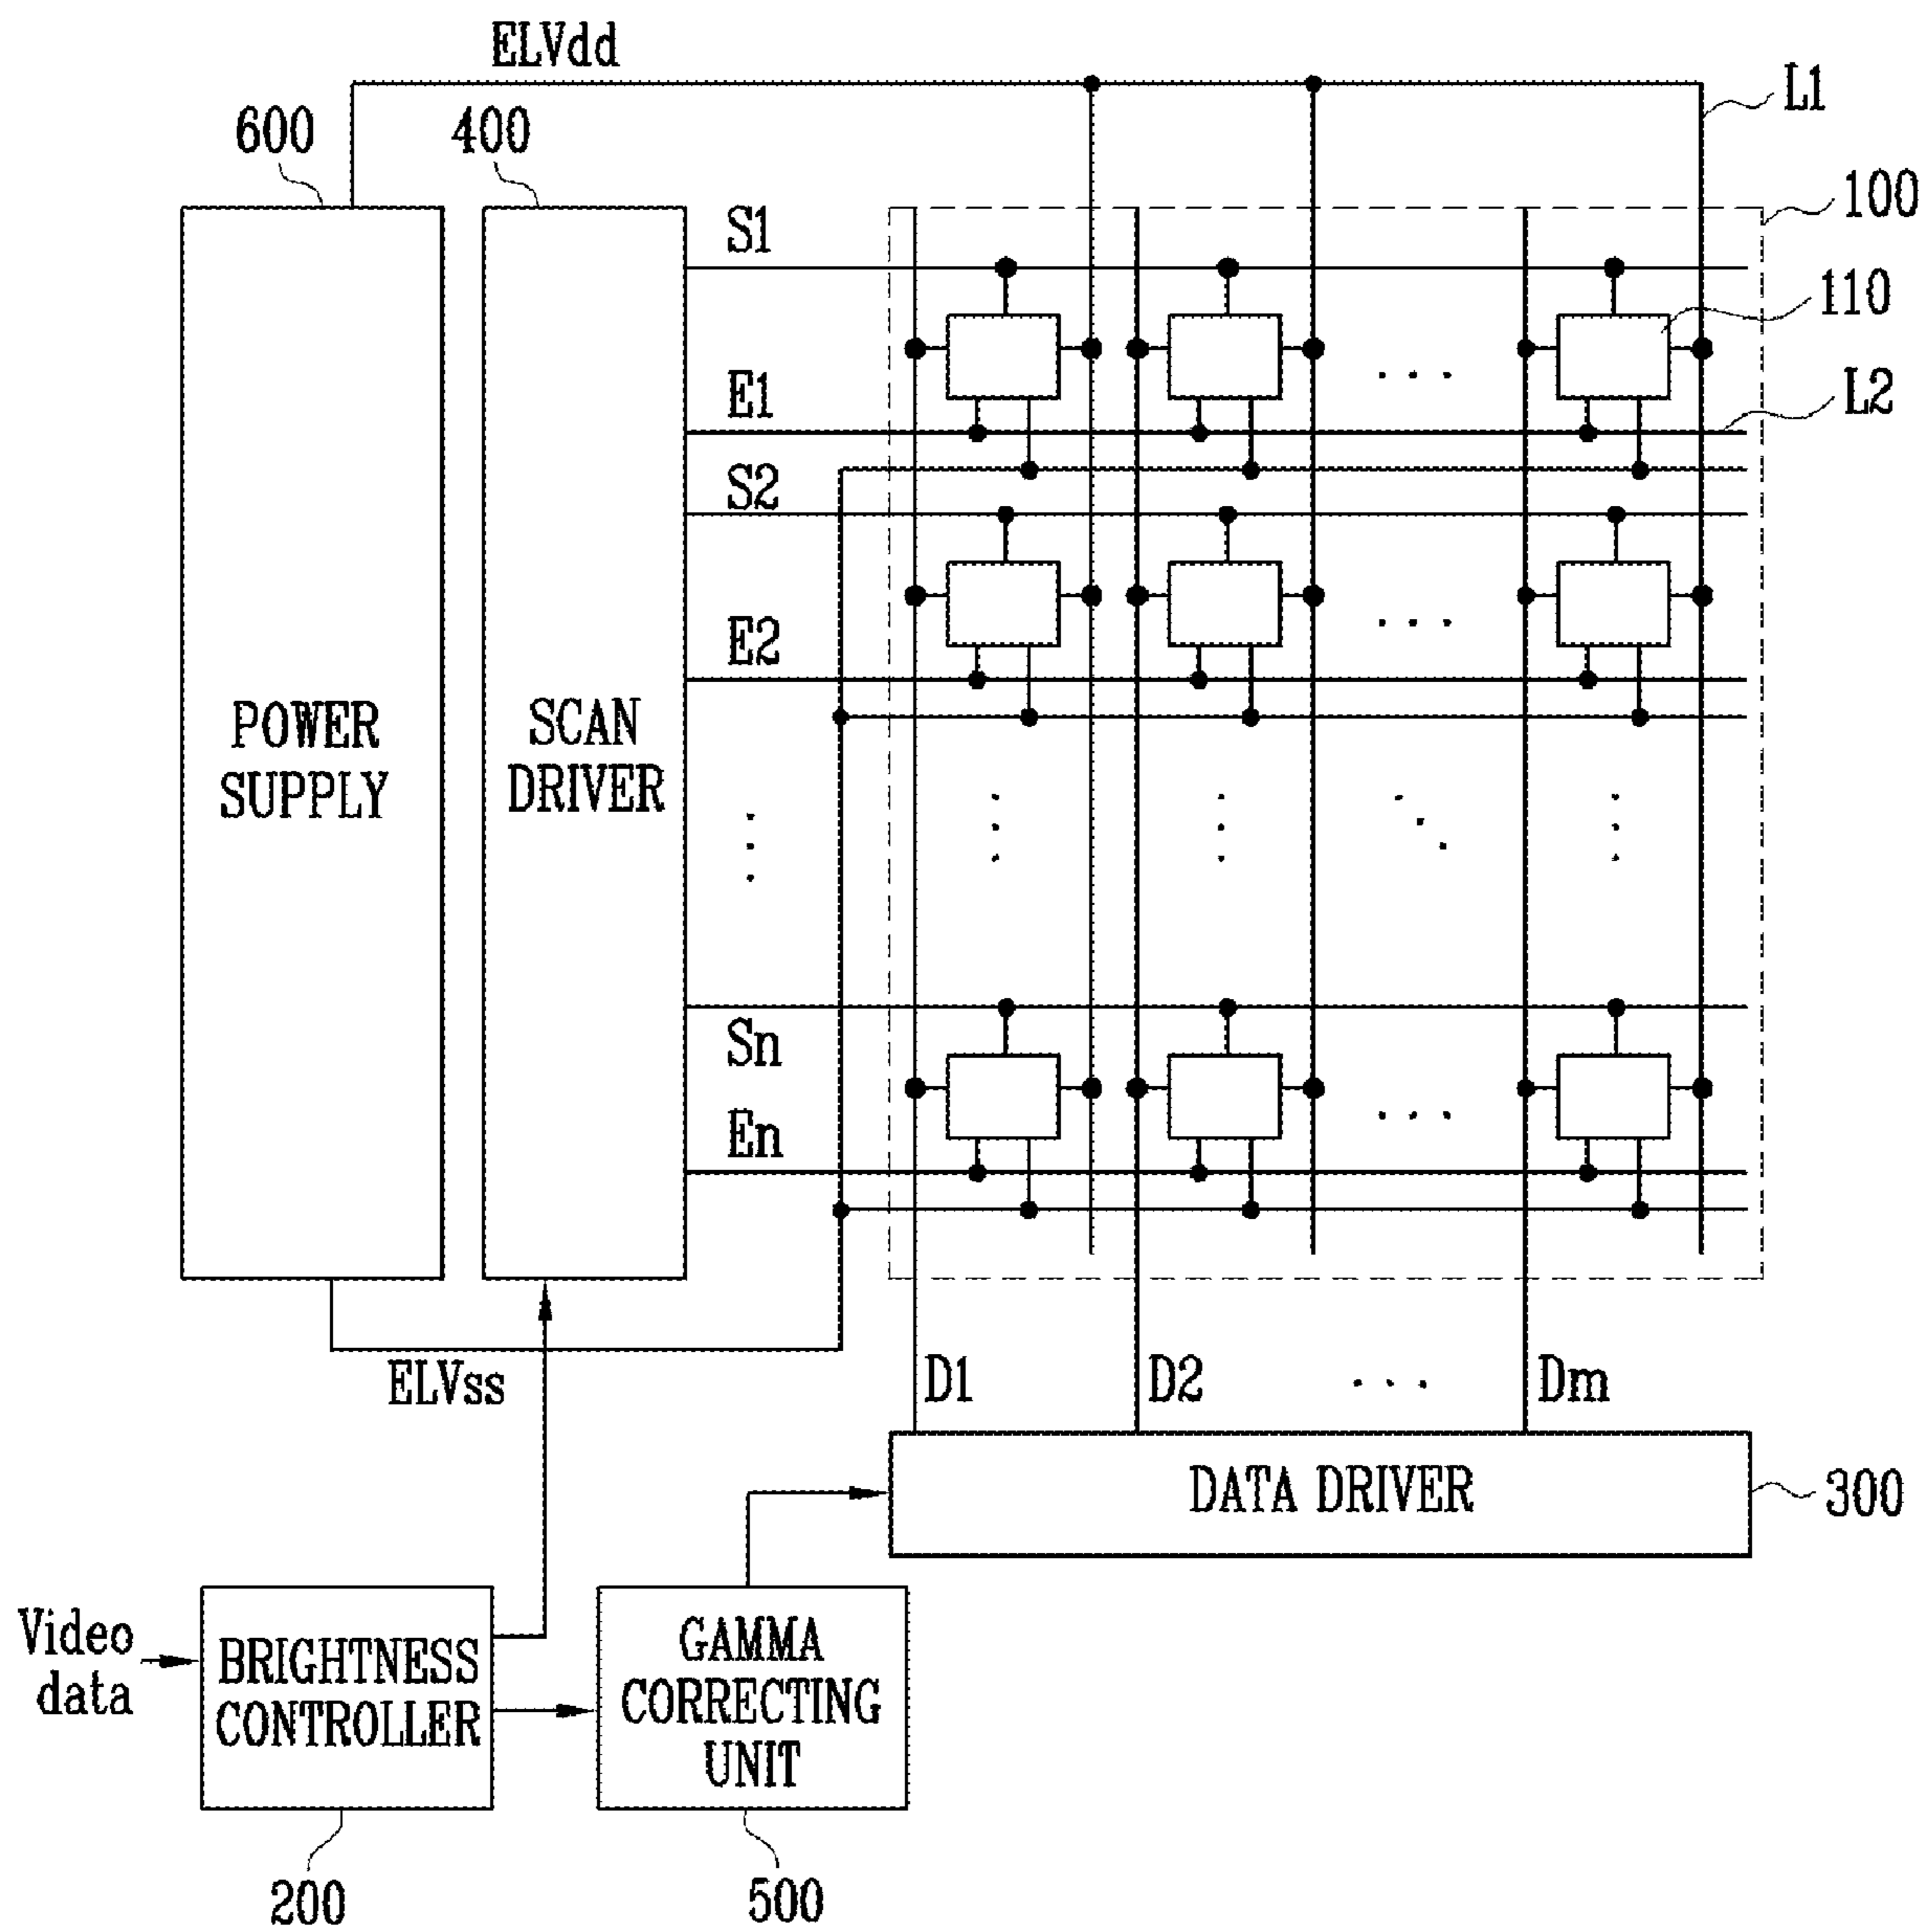 ELVdd
L1
600
400
100
S1
110
E1
L2
S2
E2
POWER
SUPPLY
SCAN
DRIVER
Sn
En
ELVss
D1
D2
Dm
DATA DRIVER
300
Video
data
BRIGHTNESS
CONTROLLER
GAMMA
CORRECTING
UNIT
200
500